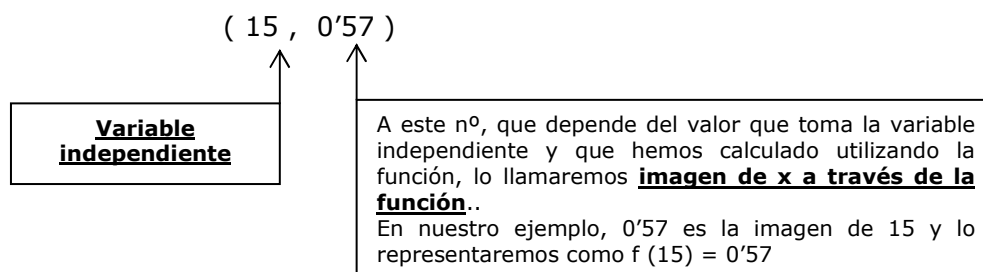 ( 15 , 0’57 )
Variable
independiente
A este nº, que depende del valor que toma la variable
independiente y que hemos calculado utilizando la
función, lo llamaremos imagen de x a través de la
función..
En nuestro ejemplo, 0’57 es la imagen de 15 y lo
representaremos como f (15) = 0’57